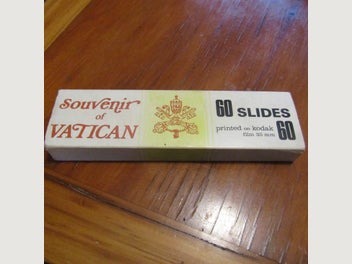 Souvenir
of
VATICAN
60 SLIDES
printed on kodak
film 35 mm
60